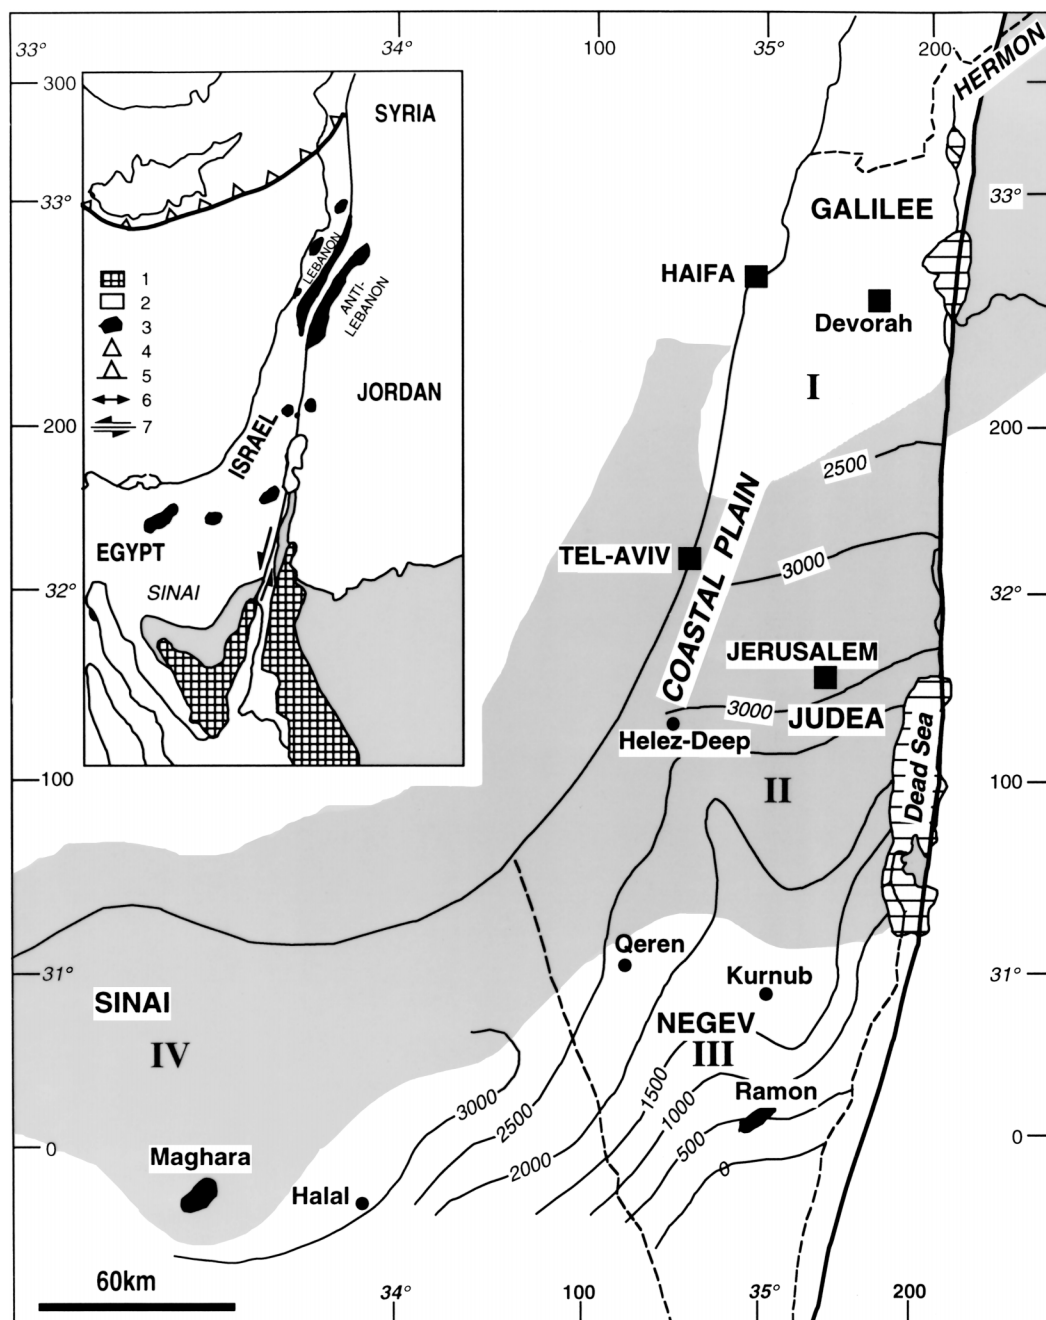 33°
34°
100
35°
200
HERMON
300
SYRIA
33°
33°
GALILEE
LEBANON
ANTI-
LEBANON
HAIFA
Devorah
1
2
3
4
5
6
7
JORDAN
I
200
200
ISRAEL
2500
COASTAL PLAIN
EGYPT
TEL-AVIV
3000
32°
SINAI
32°
JERUSALEM
3000
JUDEA
Helez-Deep
Dead Sea
100
II
100
Qeren
31°
Kurnub
31°
SINAI
NEGEV
IV
III
3000
2500
2000
1500
1000
500
0
Ramon
0
0
Maghara
Halal
60km
34°
100
35°
200